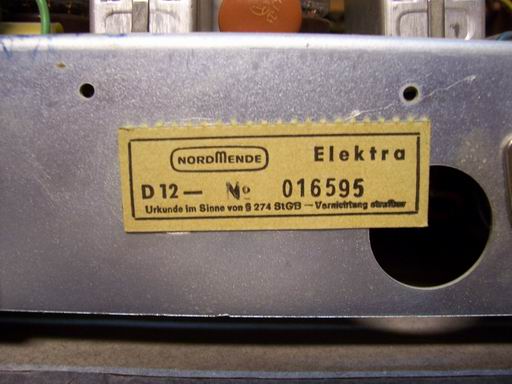 NORDMENDE Elektra
D 12 — No 016595
Urkunde im Sinne von § 274 StGB — Vernichtung strafbar